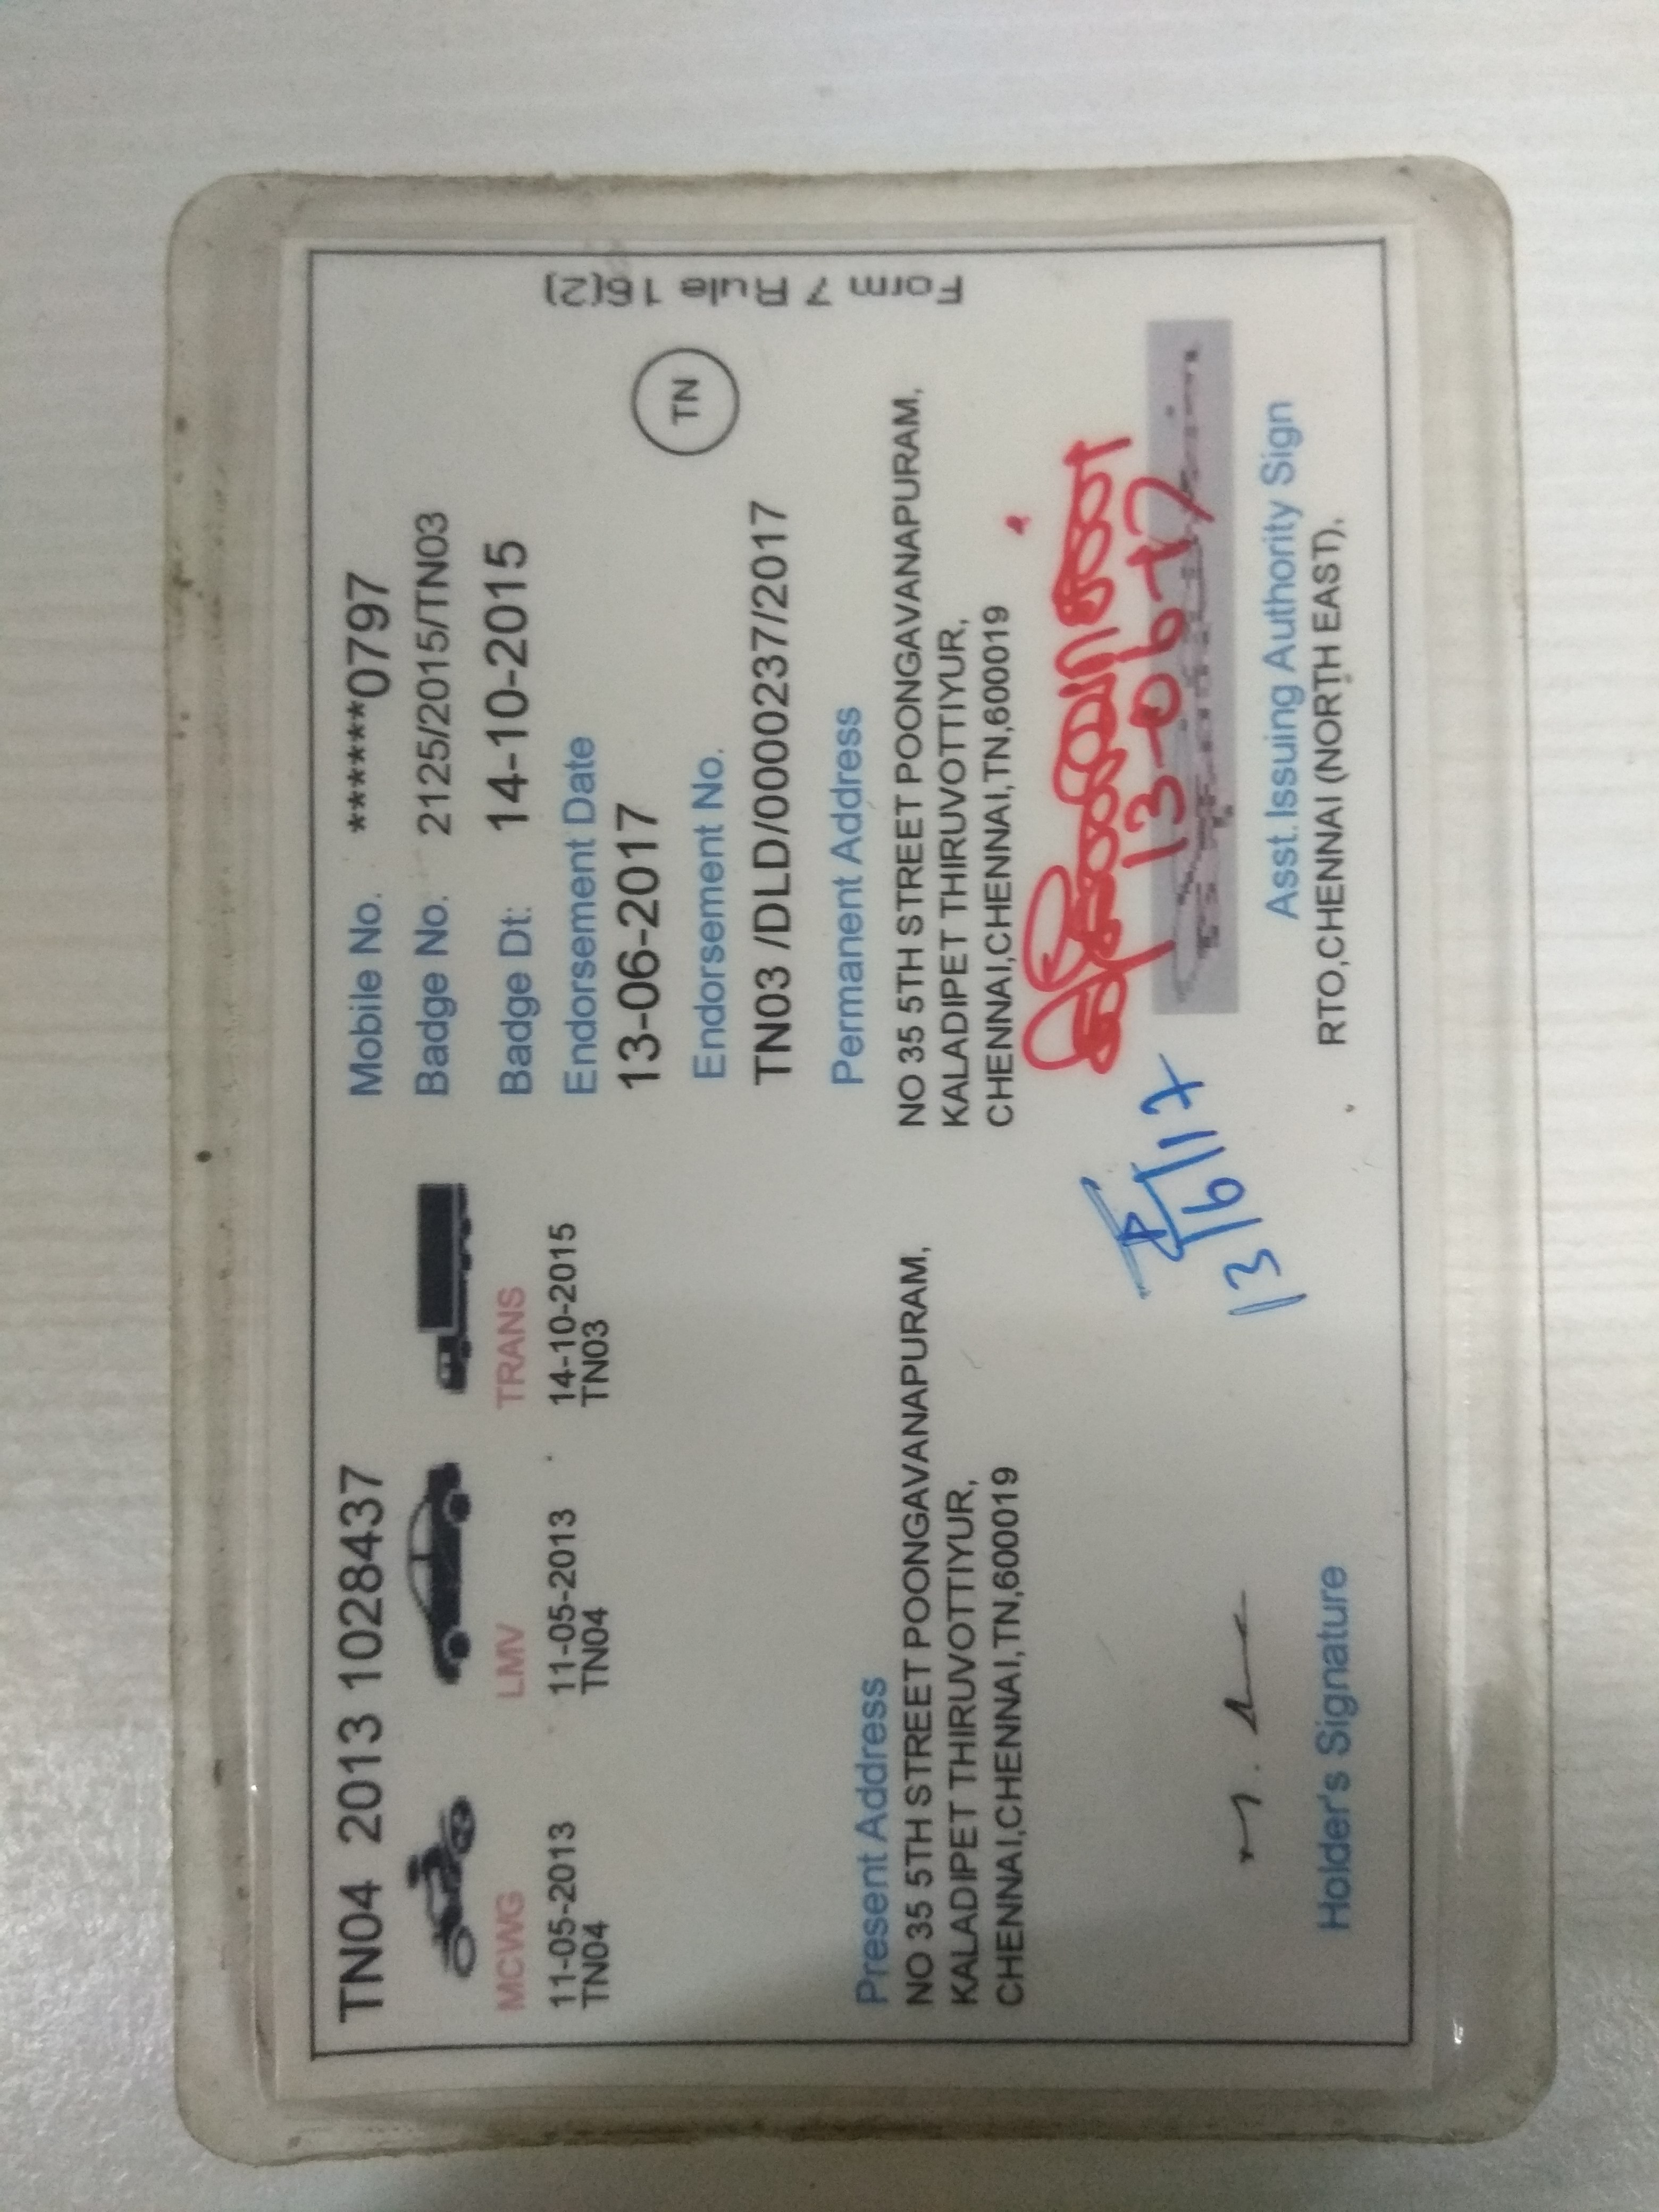 TN04 2013 1028437
MCWG
11-05-2013
TN04
LMV
11-05-2013
TN04
TRANS
14-10-2015
TN03
Mobile No. ******0797
Badge No. 2125/2015/TN03
Badge Dt: 14-10-2015
Endorsement Date
13-06-2017
Endorsement No.
TN03 /DLD/0000237/2017
TN
Form 7 Rule 16(2)
Present Address
NO 35 5TH STREET POONGAVANAPURAM,
KALADIPET THIRUVOTTIYUR,
CHENNAI,CHENNAI,TN,600019
Permanent Address
NO 35 5TH STREET POONGAVANAPURAM,
KALADIPET THIRUVOTTIYUR,
CHENNAI,CHENNAI,TN,600019
13-06-17
13/6/17
Holder's Signature
Asst.Issuing Authority Sign
RTO,CHENNAI (NORTH EAST),